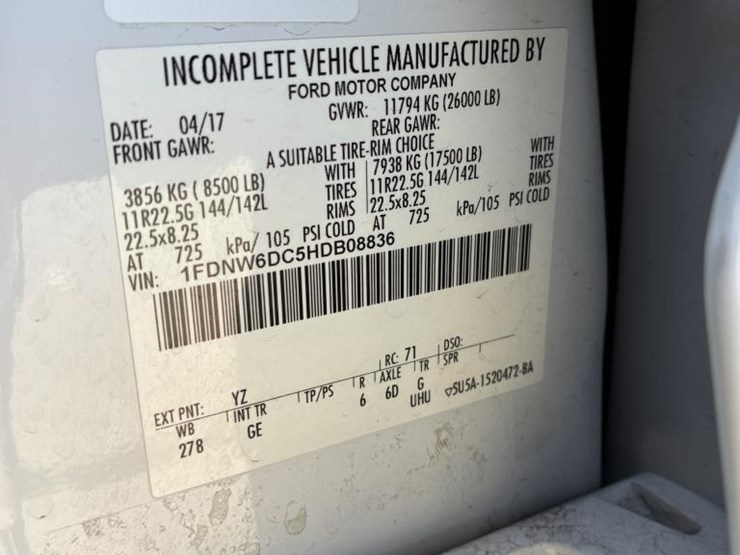 INCOMPLETE VEHICLE MANUFACTURED BY
FORD MOTOR COMPANY
DATE: 04/17 GVWR: 11794 KG (26000 LB)
FRONT GAWR: REAR GAWR:
A SUITABLE TIRE-RIM CHOICE
3856 KG ( 8500 LB) WITH 7938 KG (17500 LB) WITH
11R22.5G 144/142L TIRES 11R22.5G 144/142L TIRES
22.5x8.25 RIMS 22.5x8.25 RIMS
AT 725 kPa/ 105 PSI COLD AT 725 kPa/105 PSI COLD
VIN: 1FDNW6DC5HDB08836
EXT PNT: YZ RC: 71 DSO:
WB INT TR TP/PS R AXLE TR SPR
278 GE 6 6D G UHU
5U5A-1520472-BA